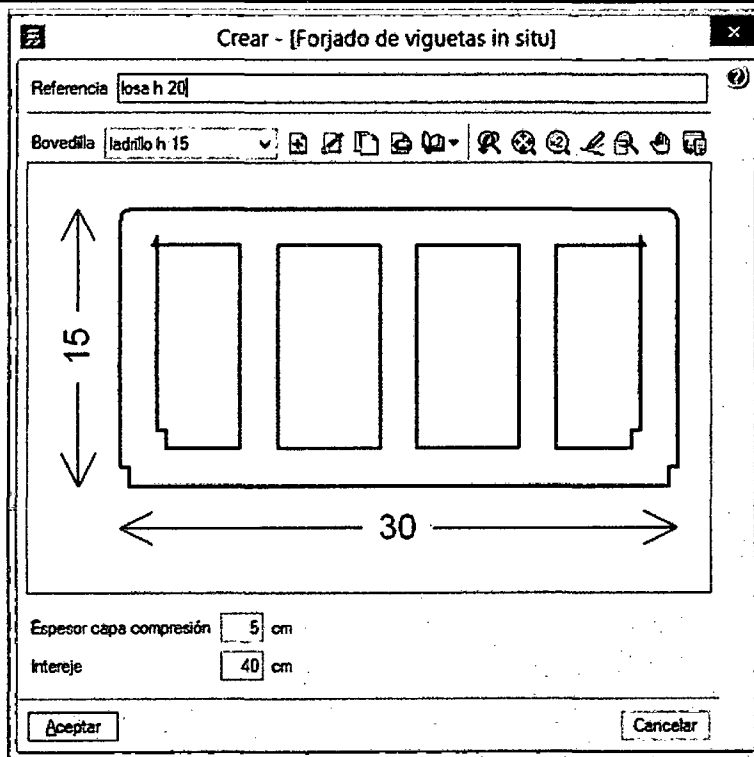 Crear - [Forjado de viguetas in situ]
Referencia losa h 20
Bovedilla ladrillo h 15
15
30
Espesor capa compresión 5 cm
Intereje 40 cm
Aceptar Cancelar